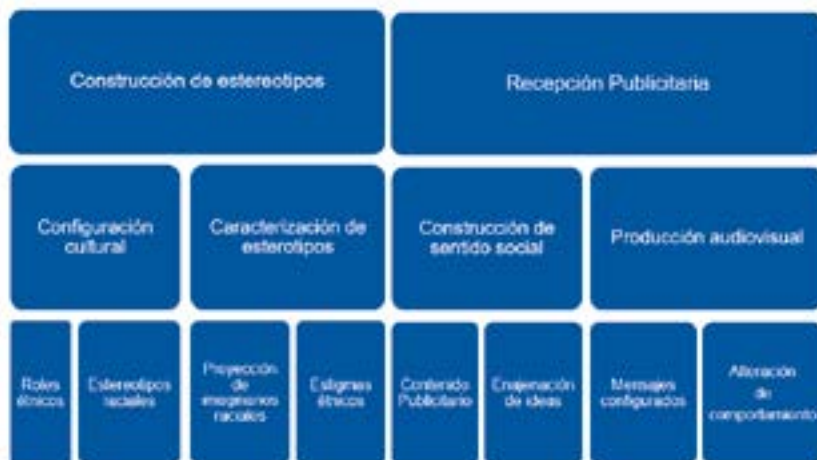 Construcción de estereotipos
Recepción Publicitaria
Configuración
cultural
Caracterización de
esterotipos
Construcción de
sentido social
Producción audiovisual
Roles
étnicos
Estereotipos
raciales
Proyección
de
imaginarios
raciales
Estigmas
étnicos
Contenido
Publicitario
Enajenación
de ideas
Mensajes
configurados
Alteración
de
comportamiento